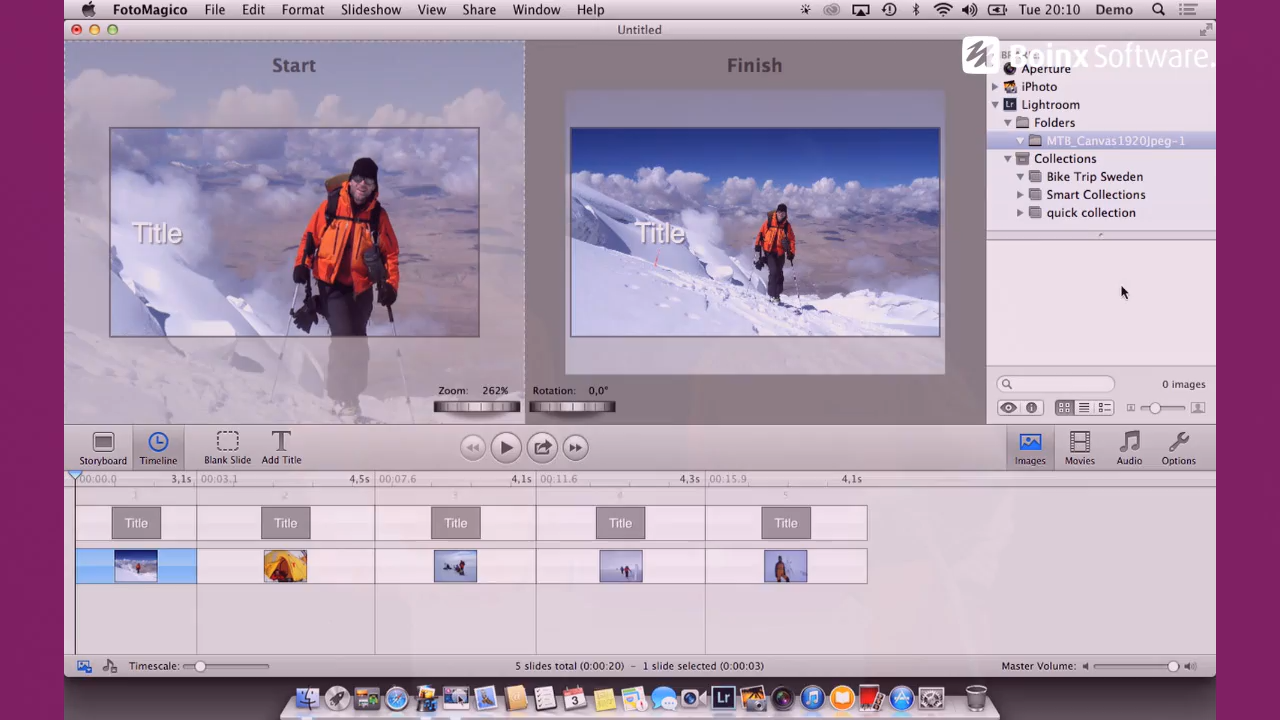 FotoMagico File Edit Format Slideshow View Share Window Help Tue 20:10 Demo
Untitled
Boinx Software.
Start
Finish
Aperture
iPhoto
Lightroom
Folders
MTB_Canvas1920Jpeg-1
Collections
Bike Trip Sweden
Smart Collections
quick collection
Title
Title
Zoom: 262%
Rotation: 0,0°
0 images
Storyboard
Timeline
Blank Slide
Add Title
Images
Movies
Audio
Options
00:00.0 3,1s 00:03.1 4,5s 00:07.6 4,1s 00:11.6 4,3s 00:15.9 4,1s
1 2 3 4 5
Title Title Title Title Title
Timescale:
5 slides total (0:00:20) – 1 slide selected (0:00:03)
Master Volume: